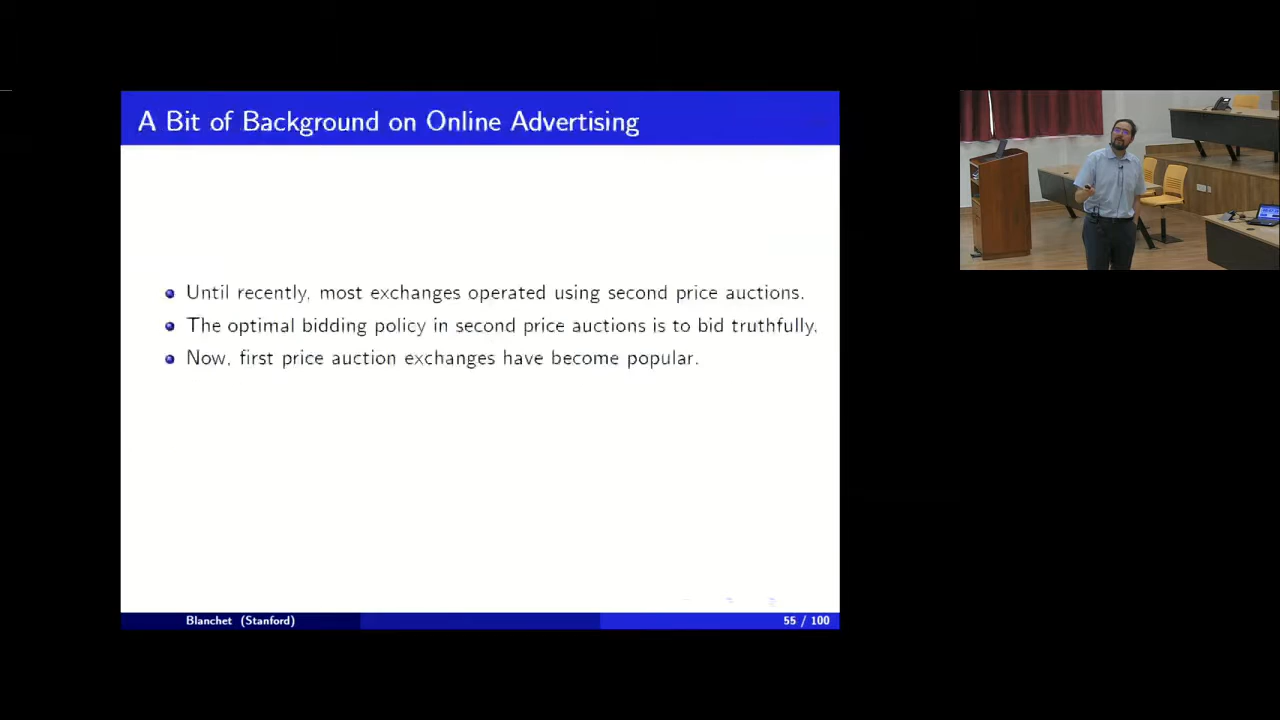 A Bit of Background on Online Advertising
Until recently, most exchanges operated using second price auctions.
The optimal bidding policy in second price auctions is to bid truthfully.
Now, first price auction exchanges have become popular.
Blanchet (Stanford)
55 / 100